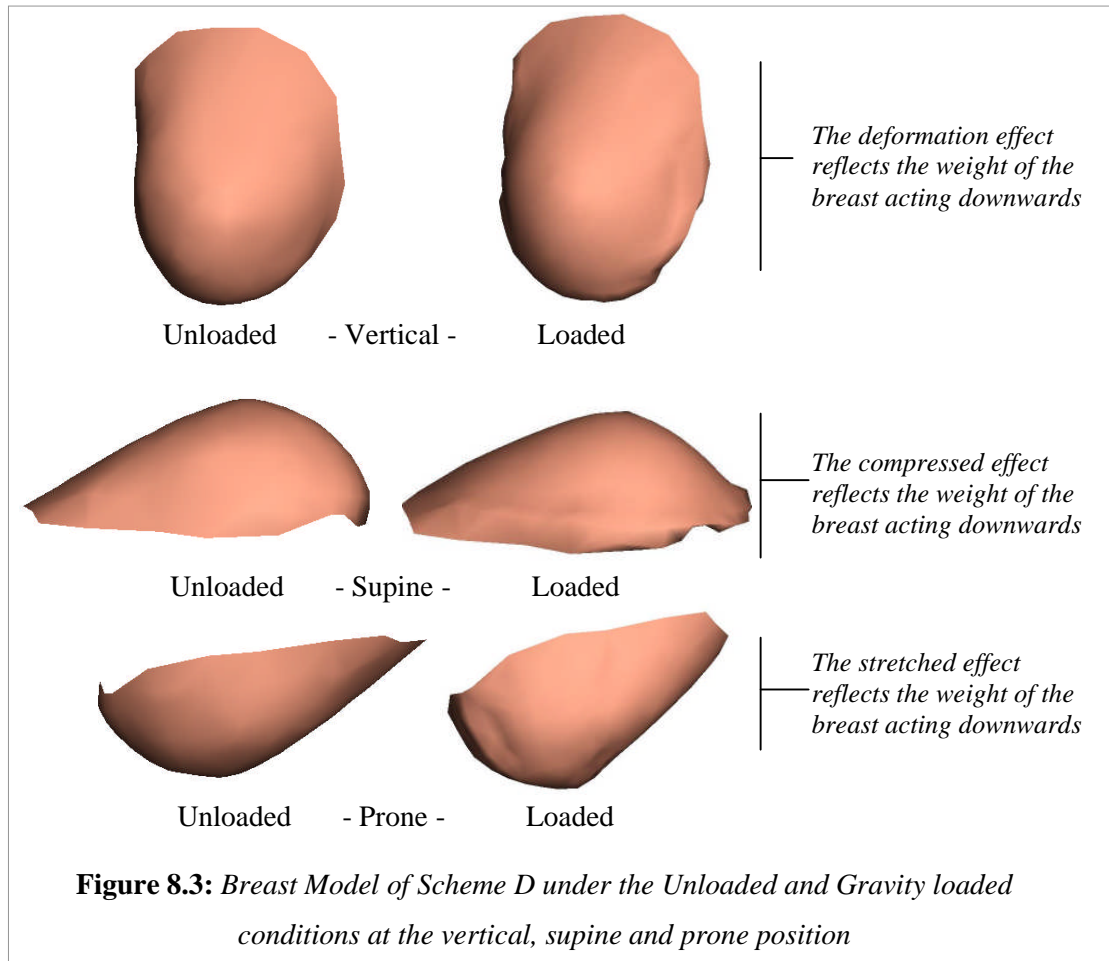 The deformation effect
reflects the weight of the
breast acting downwards
Unloaded - Vertical - Loaded
The compressed effect
reflects the weight of the
breast acting downwards
Unloaded - Supine - Loaded
The stretched effect
reflects the weight of the
breast acting downwards
Unloaded - Prone - Loaded
Figure 8.3: Breast Model of Scheme D under the Unloaded and Gravity loaded
conditions at the vertical, supine and prone position